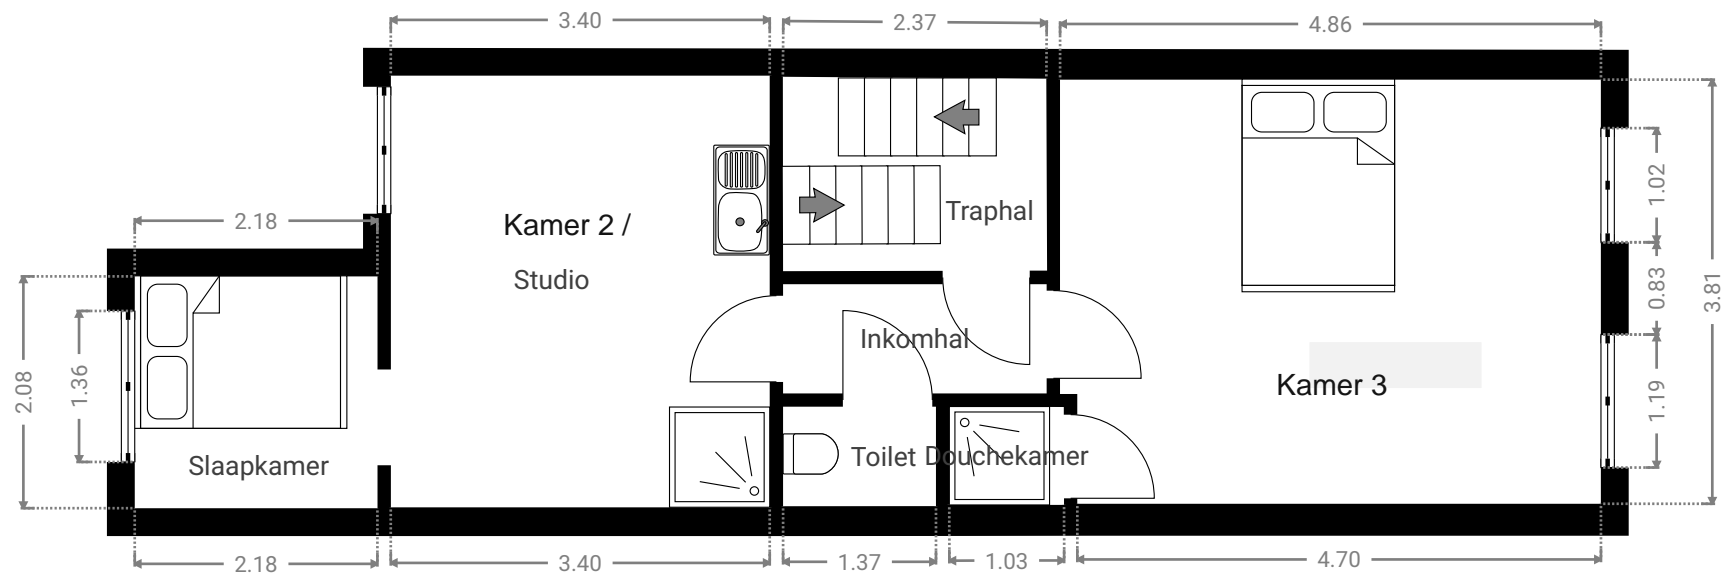 3.40
2.37
4.86
2.18
1.02
0.83
1.19
3.81
2.08
1.36
Kamer 2 /
Studio
Traphal
Inkomhal
Kamer 3
Slaapkamer
Toilet
Douchekamer
2.18
3.40
1.37
1.03
4.70